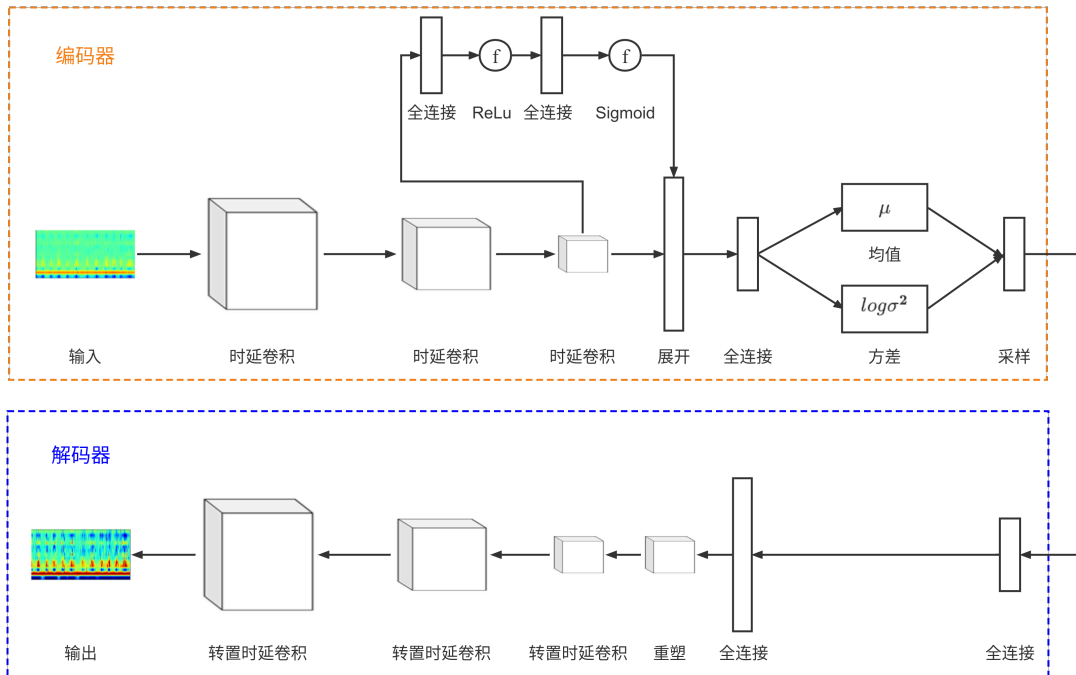 编码器
f
f
全连接
ReLu
全连接
Sigmoid
μ
均值
logσ²
输入
时延卷积
时延卷积
时延卷积
展开
全连接
方差
采样
解码器
输出
转置时延卷积
转置时延卷积
转置时延卷积
重塑
全连接
全连接